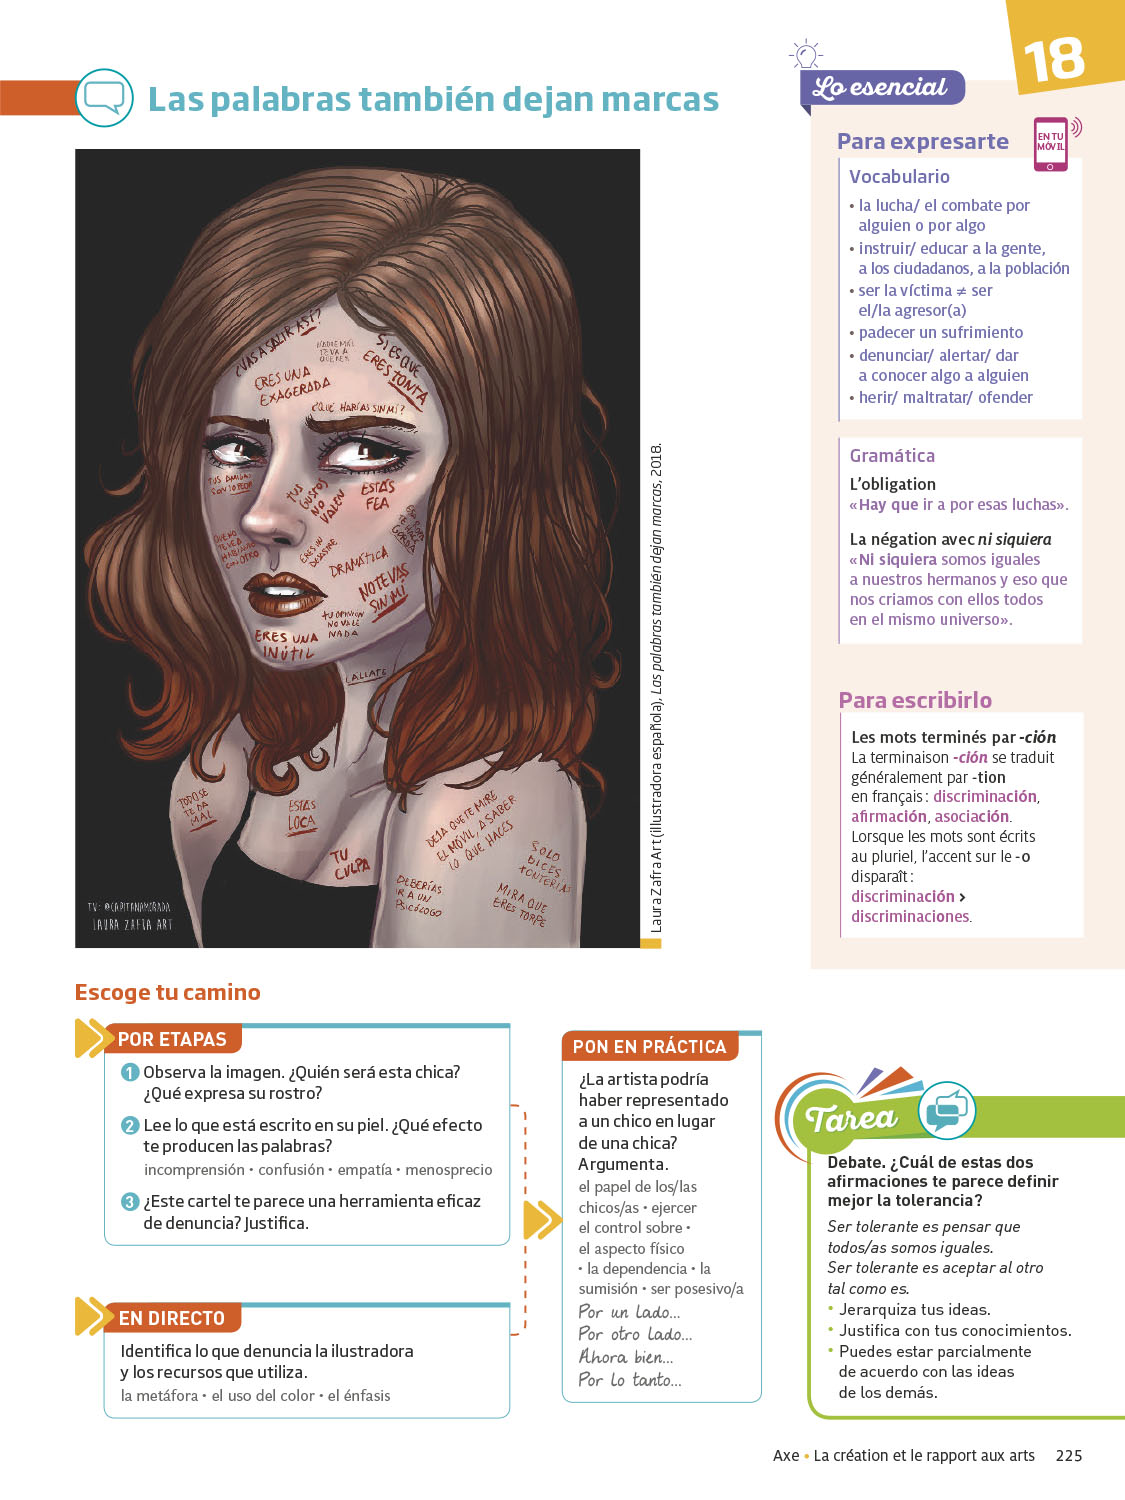 18
Las palabras también dejan marcas
¿VAS A SALIR ASÍ?
NADIE MÁS
TE VA A
QUERER
SI ES QUE
ERES TONTA
ERES UNA
EXAGERADA
¿QUÉ HARÍAS SIN MÍ?
TUS AMIGAS
SON LO PEOR
TUS
GUSTOS
NO
VALEN
ESTÁS
FEA
QUE NO
TE VEA
HABLANDO
CON OTRO
ERES UN
DESASTRE
DRAMÁTICA
NO TE VAS
SIN MÍ
TU OPINIÓN
NO VALE
NADA
ERES UNA
INÚTIL
CÁLLATE
TODO SE
TE DA
MAL
ESTÁS
LOCA
TU
CULPA
DEJA QUE TE MIRE
EL MÓVIL, A SABER
LO QUE HACES
SOLO
DICES
TONTERÍAS
DEBERÍAS
IR A UN
PSICÓLOGO
MIRA QUE
ERES TORPE
TV: @CAPITANAMORADA
LAURA ZAFRA ART
Laura Zafra Art (illustradora española), Las palabras también dejan marcas, 2018.
Lo esencial
Para expresarte
EN TU
MÓVIL
Vocabulario
• la lucha/ el combate por
alguien o por algo
• instruir/ educar a la gente,
a los ciudadanos, a la población
• ser la víctima ≠ ser
el/la agresor(a)
• padecer un sufrimiento
• denunciar/ alertar/ dar
a conocer algo a alguien
• herir/ maltratar/ ofender
Gramática
L'obligation
«Hay que ir a por esas luchas».
La négation avec ni siquiera
«Ni siquiera somos iguales
a nuestros hermanos y eso que
nos criamos con ellos todos
en el mismo universo».
Para escribirlo
Les mots terminés par -ción
La terminaison -ción se traduit
généralement par -tion
en français : discriminación,
afirmación, asociación.
Lorsque les mots sont écrits
au pluriel, l'accent sur le -o
disparaît :
discriminación >
discriminaciones.
Escoge tu camino
POR ETAPAS
1 Observa la imagen. ¿Quién será esta chica?
¿Qué expresa su rostro?
2 Lee lo que está escrito en su piel. ¿Qué efecto
te producen las palabras?
incomprensión • confusión • empatía • menosprecio
3 ¿Este cartel te parece una herramienta eficaz
de denuncia? Justifica.
EN DIRECTO
Identifica lo que denuncia la ilustradora
y los recursos que utiliza.
la metáfora • el uso del color • el énfasis
PON EN PRÁCTICA
¿La artista podría
haber representado
a un chico en lugar
de una chica?
Argumenta.
el papel de los/las
chicos/as • ejercer
el control sobre •
el aspecto físico
• la dependencia • la
sumisión • ser posesivo/a
Por un lado...
Por otro lado...
Ahora bien...
Por lo tanto...
Tarea
Debate. ¿Cuál de estas dos
afirmaciones te parece definir
mejor la tolerancia?
Ser tolerante es pensar que
todos/as somos iguales.
Ser tolerante es aceptar al otro
tal como es.
• Jerarquiza tus ideas.
• Justifica con tus conocimientos.
• Puedes estar parcialmente
de acuerdo con las ideas
de los demás.
Axe • La création et le rapport aux arts 225